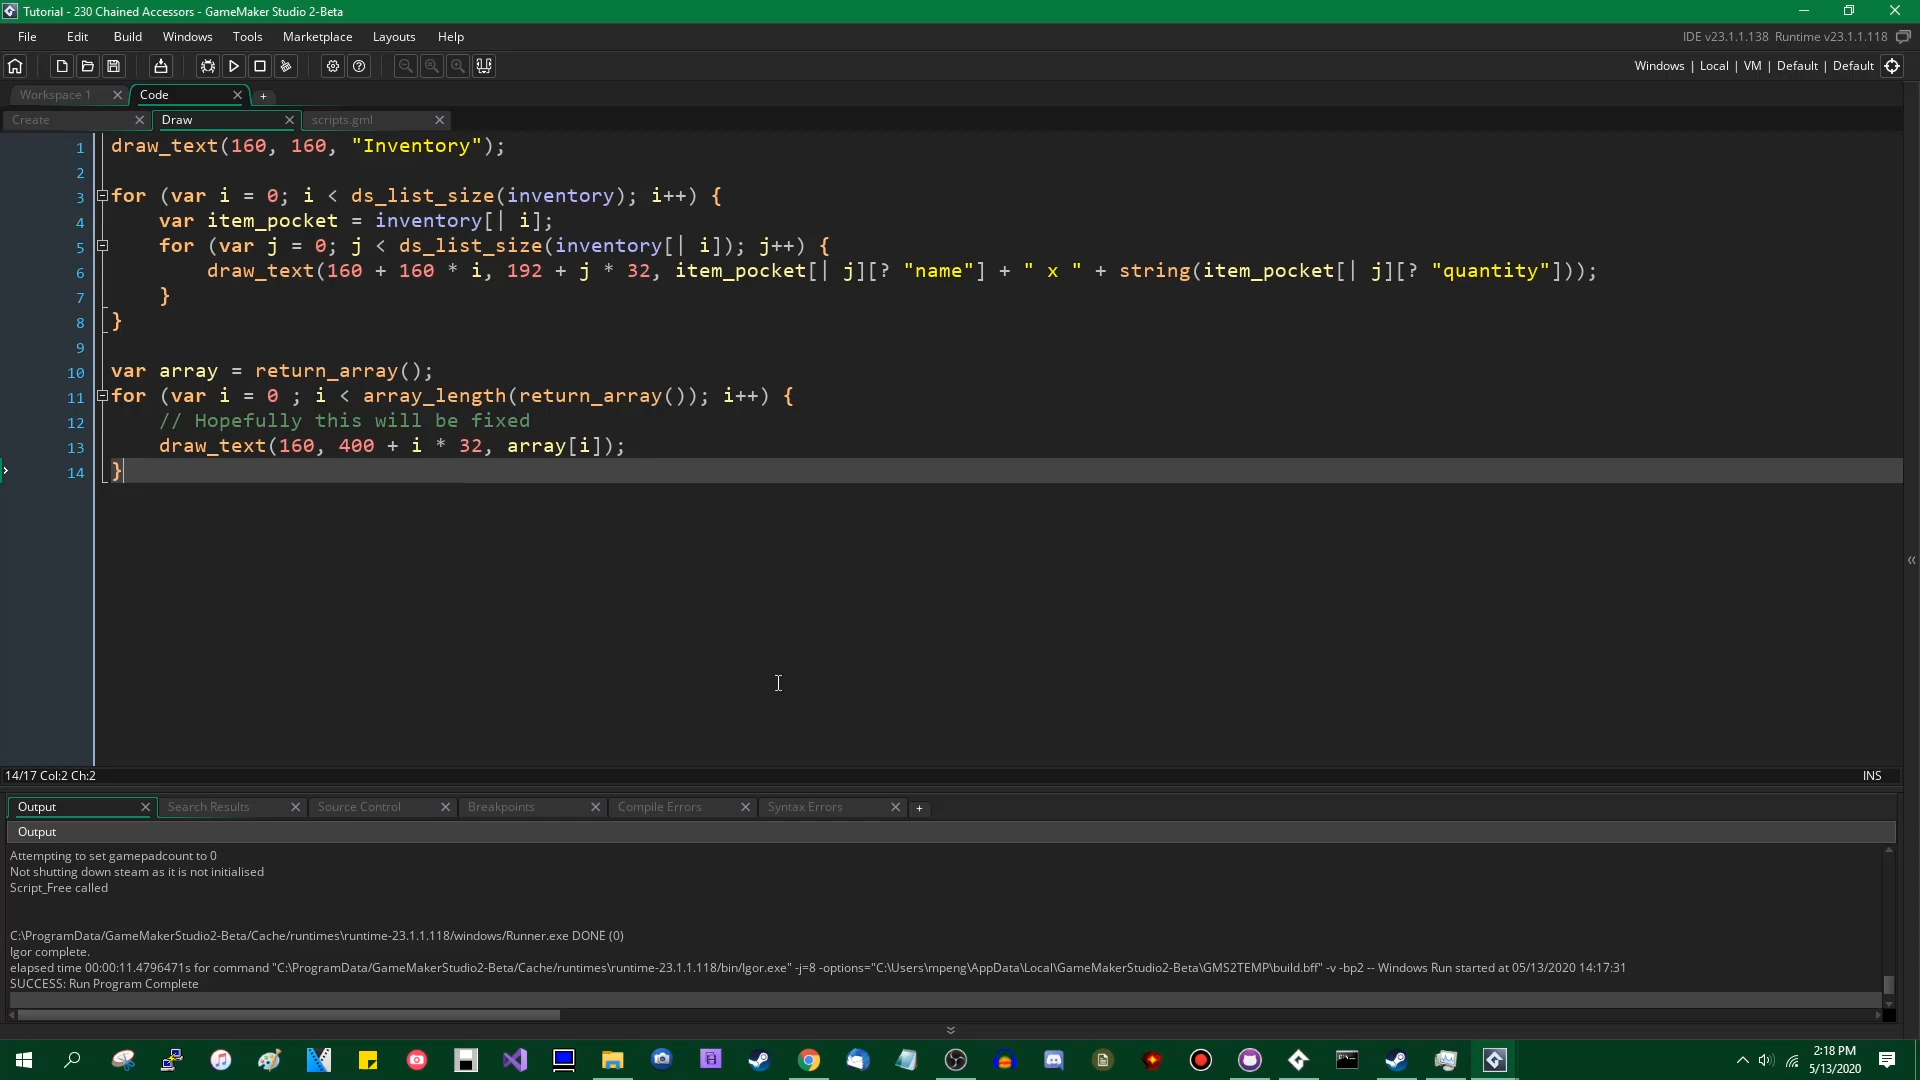 Tutorial - 230 Chained Accessors - GameMaker Studio 2-Beta
File Edit Build Windows Tools Marketplace Layouts Help
IDE v23.1.1.138 Runtime v23.1.1.118
Windows | Local | VM | Default | Default
Workspace 1 Code +
Create Draw scripts.gml
1 draw_text(160, 160, "Inventory");
2
3 for (var i = 0; i < ds_list_size(inventory); i++) {
4 var item_pocket = inventory[| i];
5 for (var j = 0; j < ds_list_size(inventory[| i]); j++) {
6 draw_text(160 + 160 * i, 192 + j * 32, item_pocket[| j][? "name"] + " x " + string(item_pocket[| j][? "quantity"]));
7 }
8 }
9
10 var array = return_array();
11 for (var i = 0 ; i < array_length(return_array()); i++) {
12 // Hopefully this will be fixed
13 draw_text(160, 400 + i * 32, array[i]);
14 }
14/17 Col:2 Ch:2
INS
Output Search Results Source Control Breakpoints Compile Errors Syntax Errors +
Output
Attempting to set gamepadcount to 0
Not shutting down steam as it is not initialised
Script_Free called
C:\ProgramData/GameMakerStudio2-Beta/Cache/runtimes\runtime-23.1.1.118/windows/Runner.exe DONE (0)
Igor complete.
elapsed time 00:00:11.4796471s for command "C:\ProgramData/GameMakerStudio2-Beta/Cache/runtimes\runtime-23.1.1.118/bin/Igor.exe" -j=8 -options="C:\Users\mpeng\AppData\Local\GameMakerStudio2-Beta\GMS2TEMP\build.bff" -v -bp2 -- Windows Run started at 05/13/2020 14:17:31
SUCCESS: Run Program Complete
2:18 PM
5/13/2020